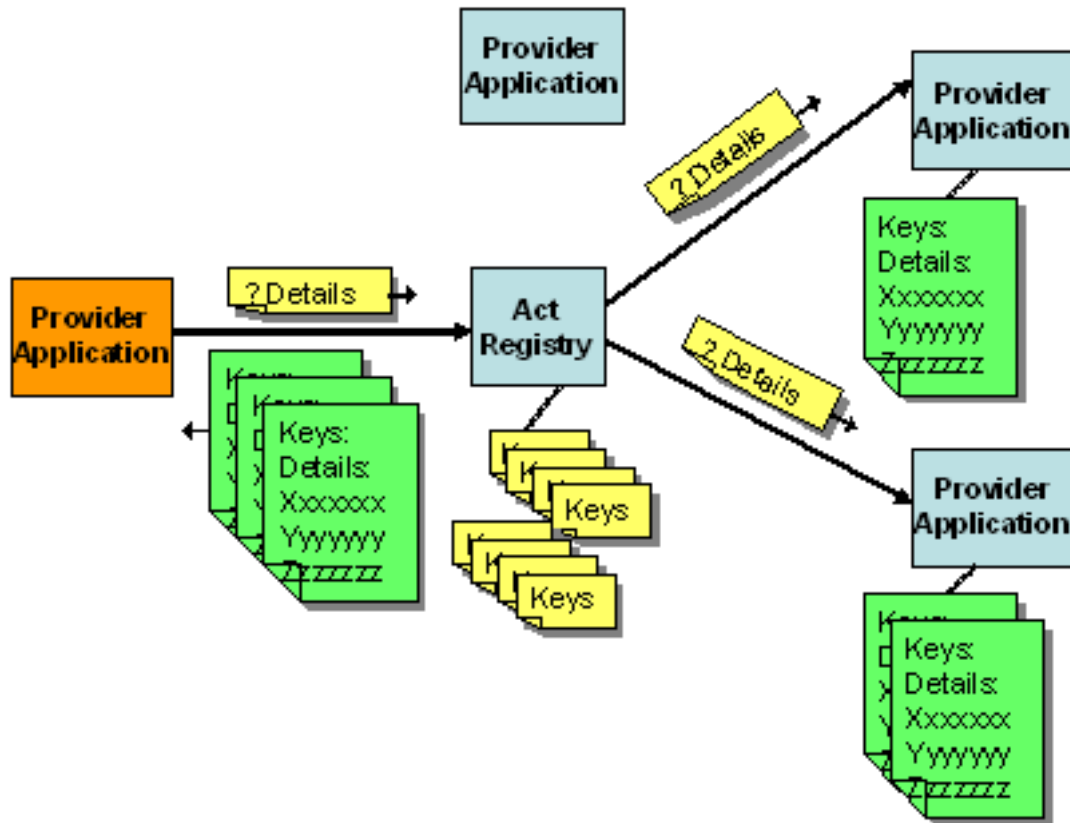 Provider
Application
Provider
Application
? Details
? Details
Provider
Application
Act
Registry
? Details
Keys:
Details:
Xxxxxxx
Yyyyyyy
Zzzzzzz
Keys:
Details:
Xxxxxxx
Yyyyyyy
Zzzzzzz
Keys
Keys
Provider
Application
Keys:
Details:
Xxxxxxx
Yyyyyyy
Zzzzzzz